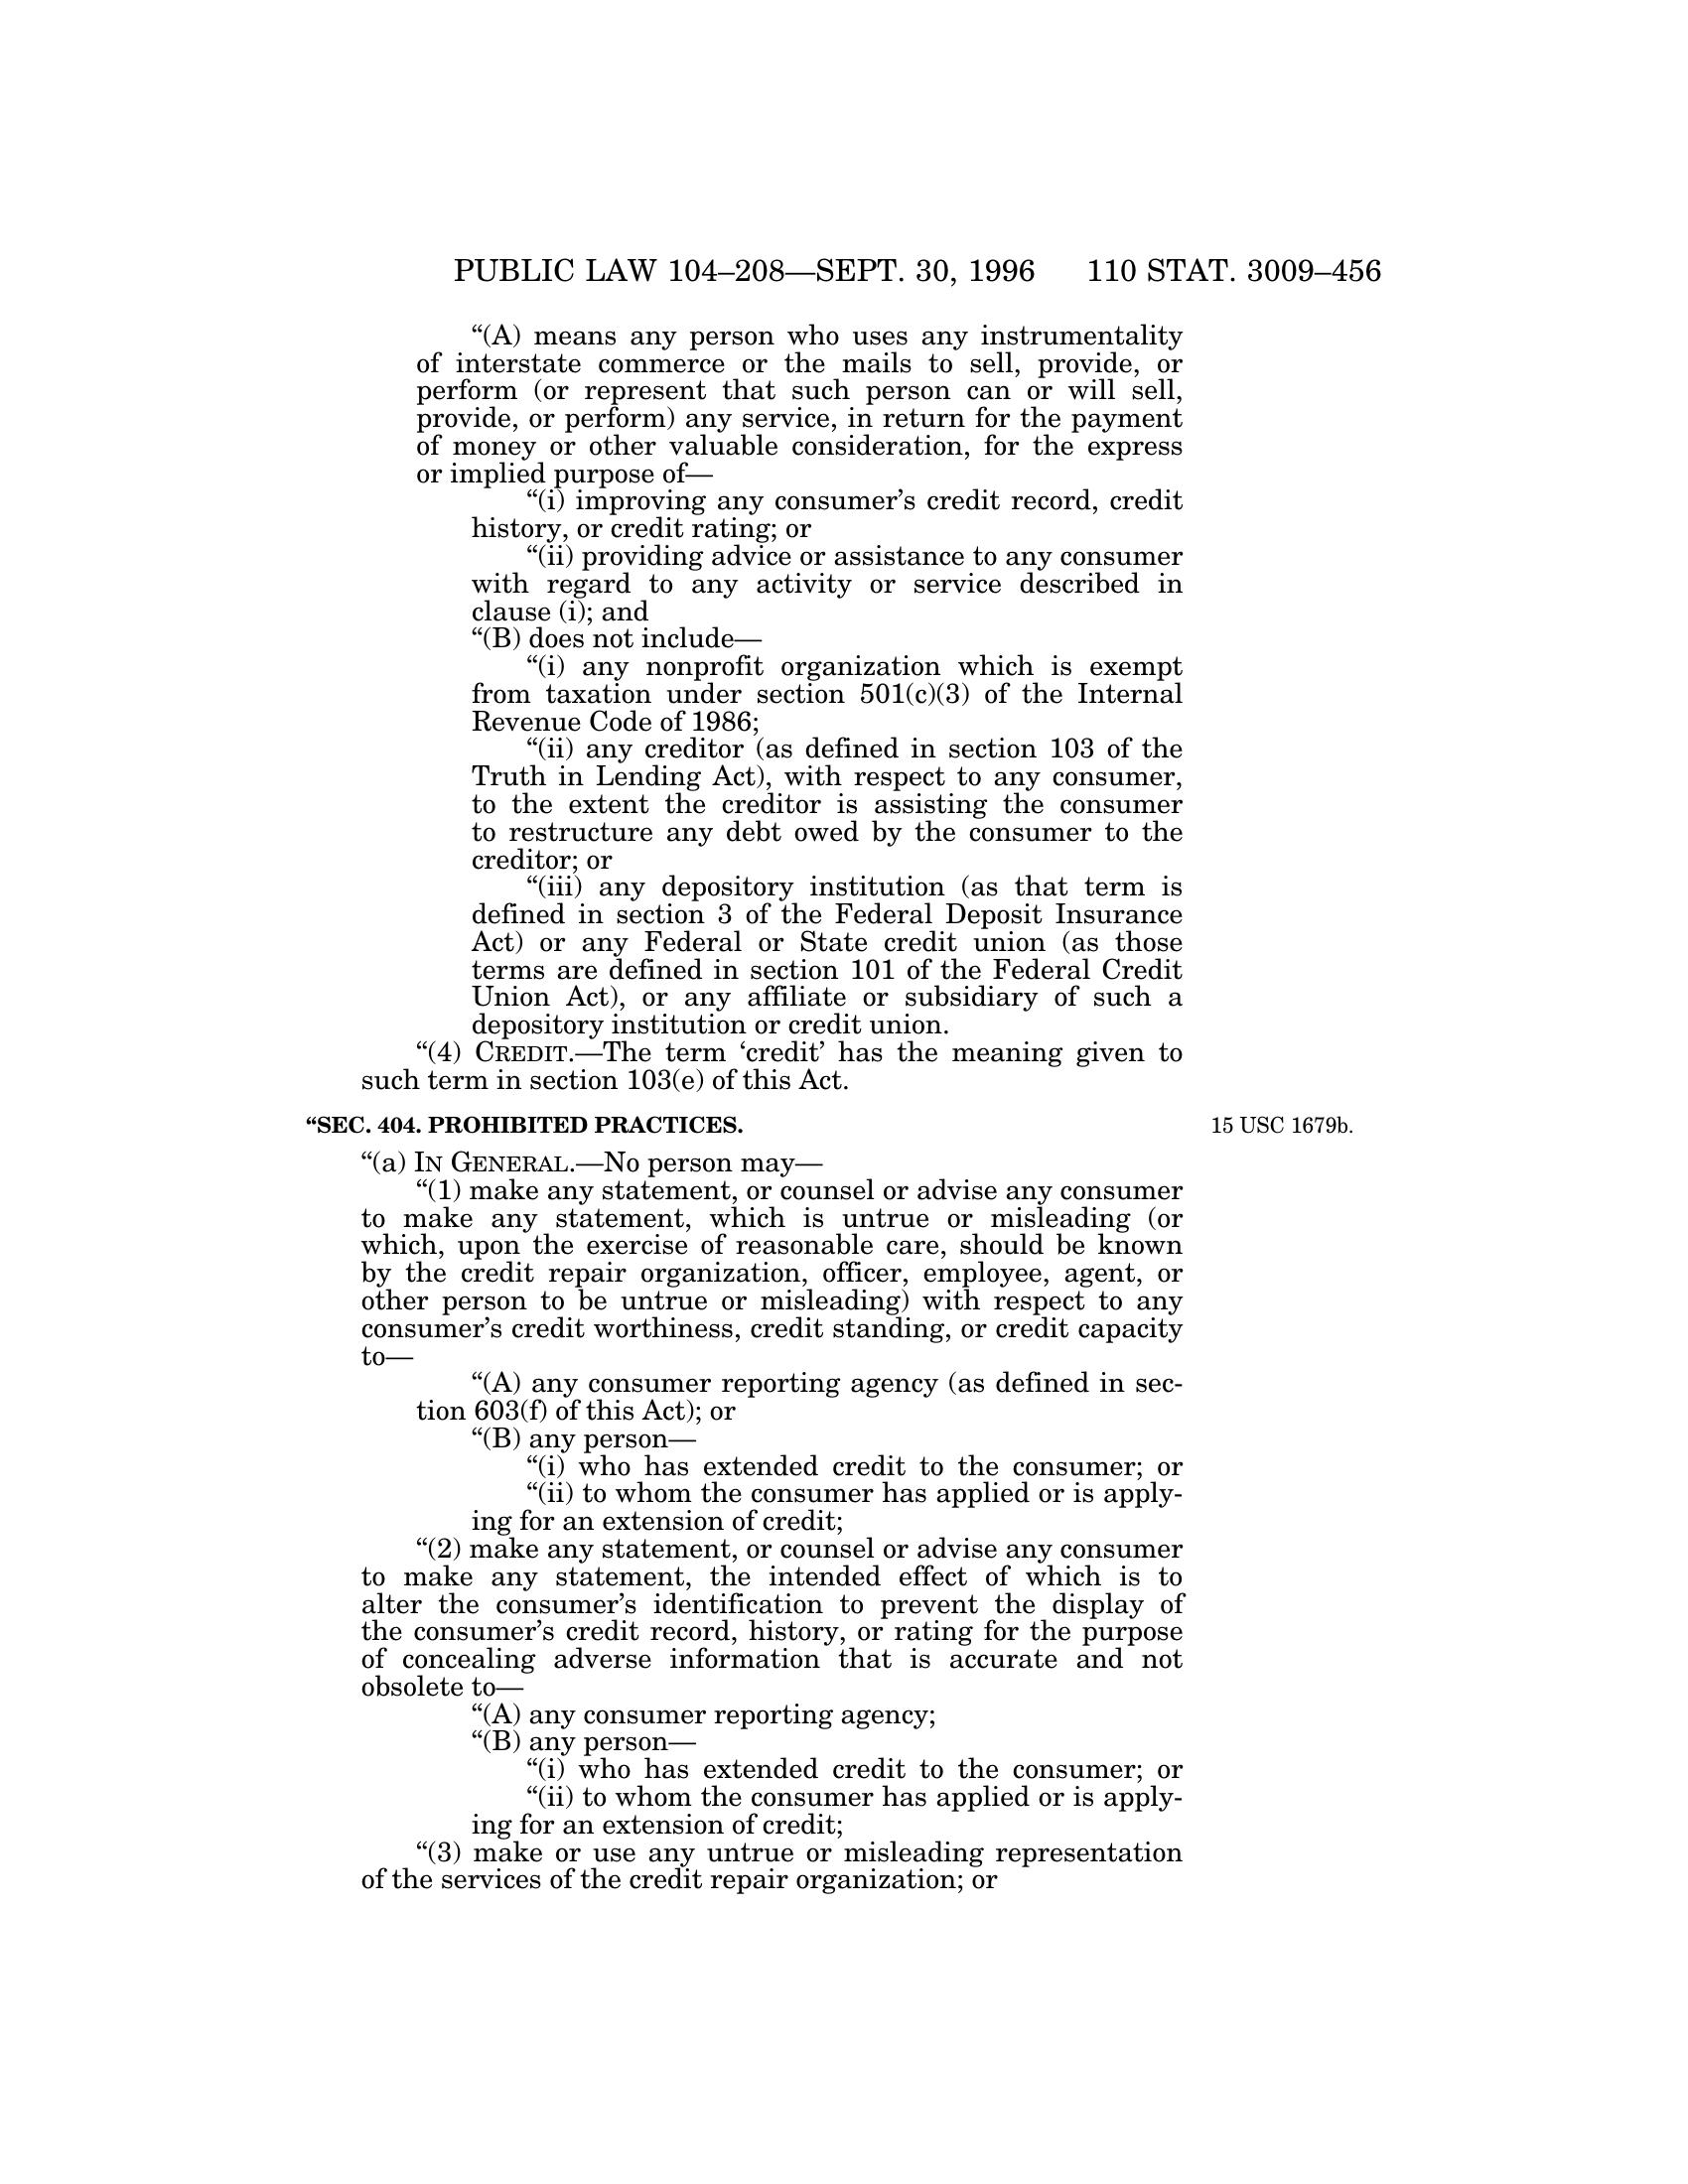 PUBLIC LAW 104–208—SEPT. 30, 1996 110 STAT. 3009–456
“(A) means any person who uses any instrumentality
of interstate commerce or the mails to sell, provide, or
perform (or represent that such person can or will sell,
provide, or perform) any service, in return for the payment
of money or other valuable consideration, for the express
or implied purpose of—
“(i) improving any consumer’s credit record, credit
history, or credit rating; or
“(ii) providing advice or assistance to any consumer
with regard to any activity or service described in
clause (i); and
“(B) does not include—
“(i) any nonprofit organization which is exempt
from taxation under section 501(c)(3) of the Internal
Revenue Code of 1986;
“(ii) any creditor (as defined in section 103 of the
Truth in Lending Act), with respect to any consumer,
to the extent the creditor is assisting the consumer
to restructure any debt owed by the consumer to the
creditor; or
“(iii) any depository institution (as that term is
defined in section 3 of the Federal Deposit Insurance
Act) or any Federal or State credit union (as those
terms are defined in section 101 of the Federal Credit
Union Act), or any affiliate or subsidiary of such a
depository institution or credit union.
“(4) CREDIT.—The term ‘credit’ has the meaning given to
such term in section 103(e) of this Act.
“SEC. 404. PROHIBITED PRACTICES.
15 USC 1679b.
“(a) IN GENERAL.—No person may—
“(1) make any statement, or counsel or advise any consumer
to make any statement, which is untrue or misleading (or
which, upon the exercise of reasonable care, should be known
by the credit repair organization, officer, employee, agent, or
other person to be untrue or misleading) with respect to any
consumer’s credit worthiness, credit standing, or credit capacity
to—
“(A) any consumer reporting agency (as defined in sec-
tion 603(f) of this Act); or
“(B) any person—
“(i) who has extended credit to the consumer; or
“(ii) to whom the consumer has applied or is apply-
ing for an extension of credit;
“(2) make any statement, or counsel or advise any consumer
to make any statement, the intended effect of which is to
alter the consumer’s identification to prevent the display of
the consumer’s credit record, history, or rating for the purpose
of concealing adverse information that is accurate and not
obsolete to—
“(A) any consumer reporting agency;
“(B) any person—
“(i) who has extended credit to the consumer; or
“(ii) to whom the consumer has applied or is apply-
ing for an extension of credit;
“(3) make or use any untrue or misleading representation
of the services of the credit repair organization; or